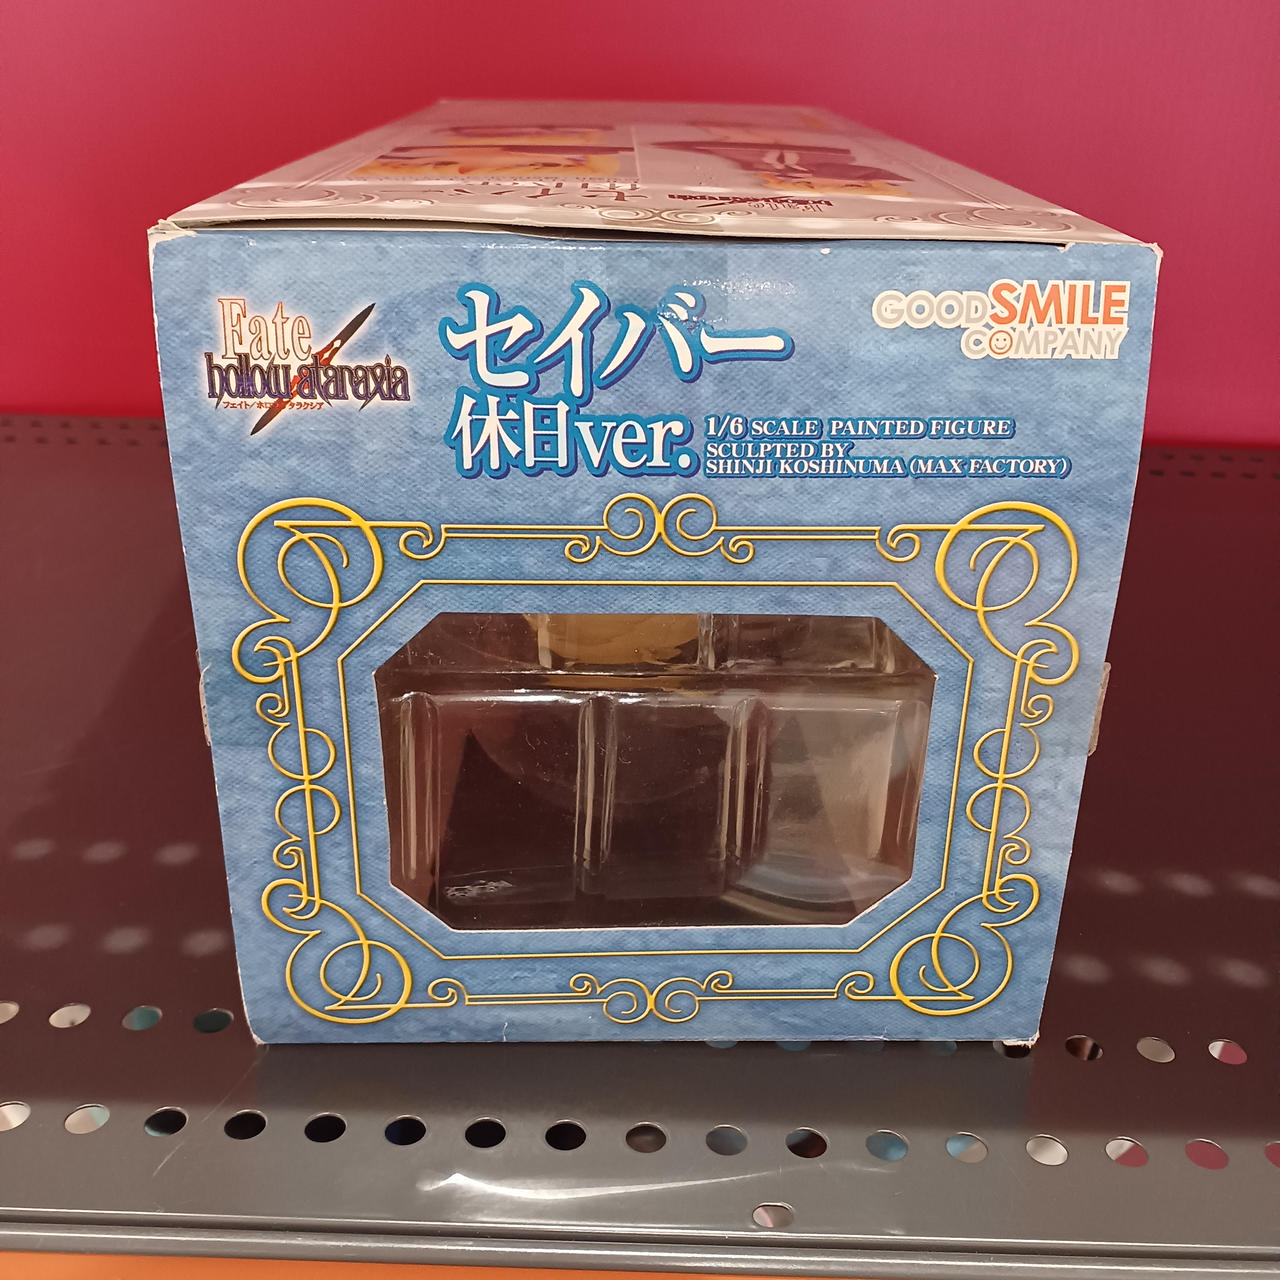 Fate
hollow ataraxia
フェイト/ホロウ アタラクシア
セイバー
休日ver.
GOOD SMILE
COMPANY
1/6 SCALE PAINTED FIGURE
SCULPTED BY
SHINJI KOSHINUMA (MAX FACTORY)